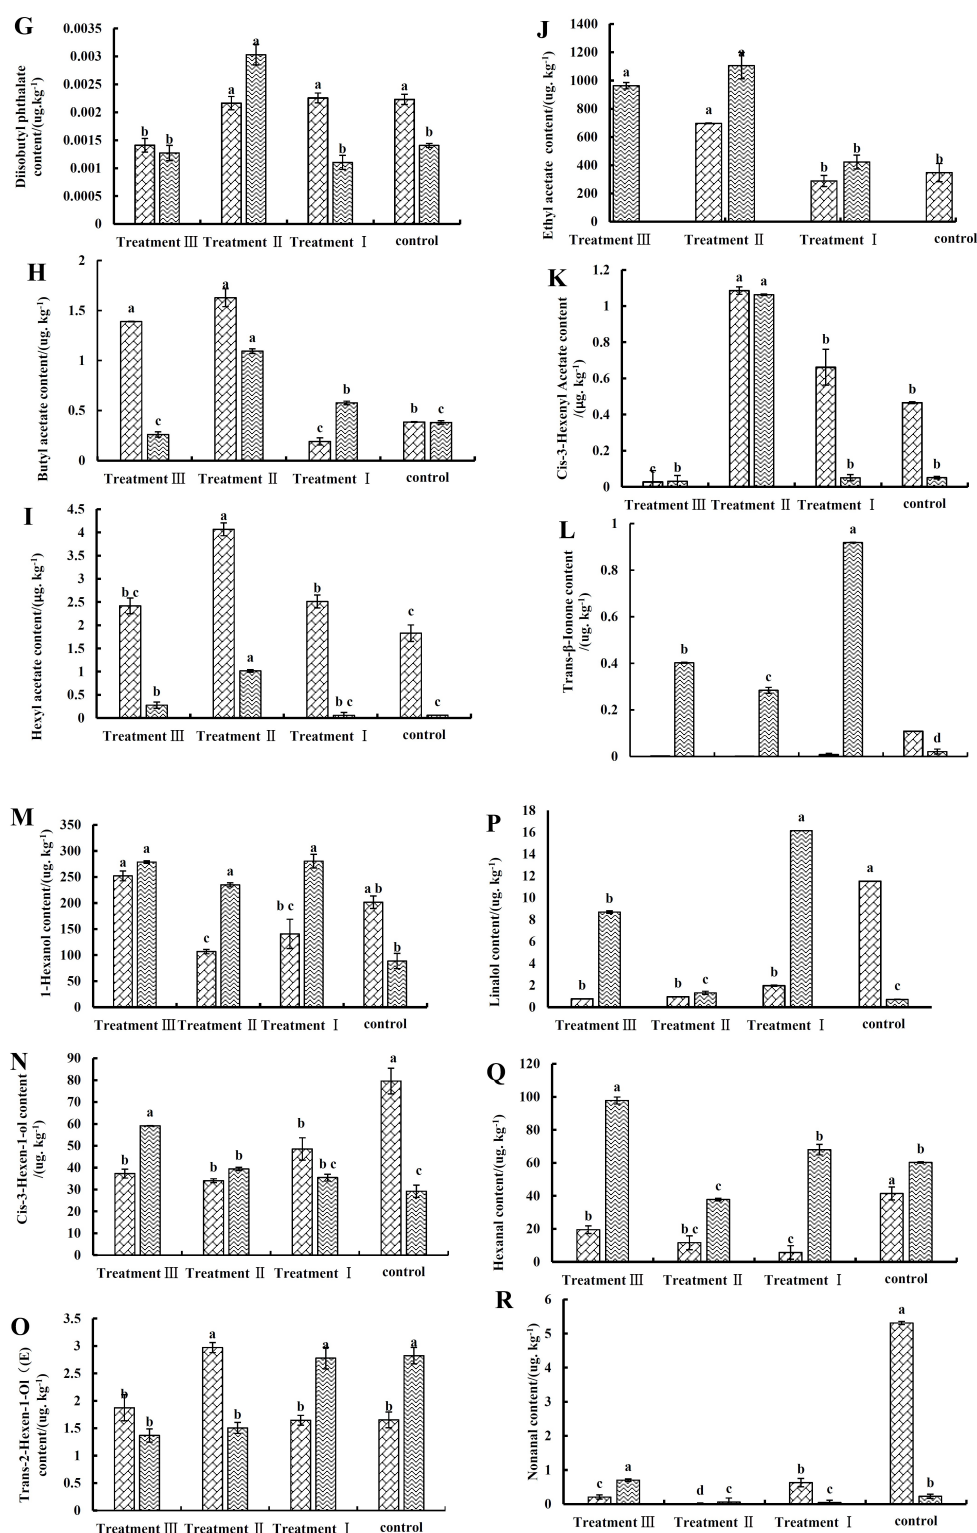 G
Diisobutyl phthalate
content/(ug.kg-1)
0.0035
0.003
0.0025
0.002
0.0015
0.001
0.0005
0
b b a a a b a b
Treatment Ⅲ Treatment Ⅱ Treatment Ⅰ control
J
Ethyl acetate content/(ug. kg-1)
1400
1200
1000
800
600
400
200
0
a a a b b b
Treatment Ⅲ Treatment Ⅱ Treatment Ⅰ control
H
Butyl acetate content/(ug. kg-1)
2
1.5
1
0.5
0
a c a a c b b c
Treatment Ⅲ Treatment Ⅱ Treatment Ⅰ control
K
Cis-3-Hexenyl Acetate content
/(μg. kg-1)
1.2
1
0.8
0.6
0.4
0.2
0
c b a a b b b b
Treatment Ⅲ Treatment Ⅱ Treatment Ⅰ control
I
Hexyl acetate content/(μg. kg-1)
4.5
4
3.5
3
2.5
2
1.5
1
0.5
0
b c b a a b b c c c
Treatment Ⅲ Treatment Ⅱ Treatment Ⅰ control
L
Trans-β-Ionone content
/(ug. kg-1)
1
0.8
0.6
0.4
0.2
0
b c a d
M
1-Hexanol content/(ug. kg-1)
350
300
250
200
150
100
50
0
a a c a b c a a b b
Treatment Ⅲ Treatment Ⅱ Treatment Ⅰ control
P
Linalol content/(ug. kg-1)
18
16
14
12
10
8
6
4
2
0
b b b c b a a c
Treatment Ⅲ Treatment Ⅱ Treatment Ⅰ control
N
Cis-3-Hexen-1-ol content
/(ug. kg-1)
90
80
70
60
50
40
30
20
10
0
b a b b b b c a c
Treatment Ⅲ Treatment Ⅱ Treatment Ⅰ control
Q
Hexanal content/(ug. kg-1)
120
100
80
60
40
20
0
b a b c c c b a b
Treatment Ⅲ Treatment Ⅱ Treatment Ⅰ control
O
Trans-2-Hexen-1-Ol（(E)
content/(ug. kg-1)
3.5
3
2.5
2
1.5
1
0.5
0
b b a b b a b a
Treatment Ⅲ Treatment Ⅱ Treatment Ⅰ control
R
Nonanal content/(ug. kg-1)
6
5
4
3
2
1
0
c a d b b c a b
Treatment Ⅲ Treatment Ⅱ Treatment Ⅰ control